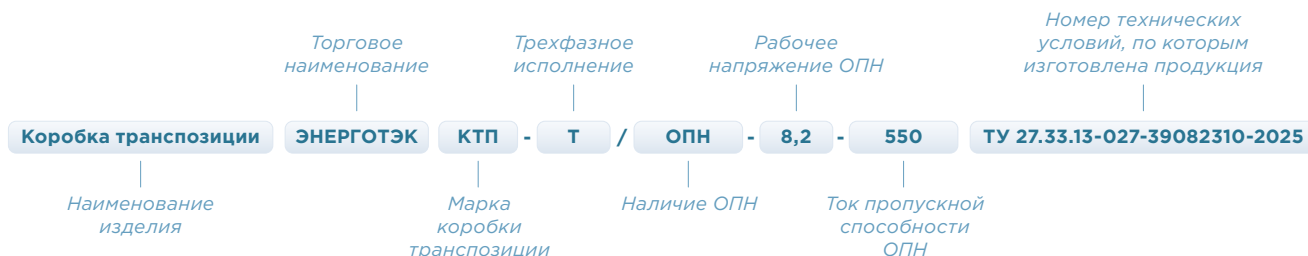 Торговое
наименование
Трехфазное
исполнение
Рабочее
напряжение ОПН
Номер технических
условий, по которым
изготовлена продукция
Коробка транспозиции ЭНЕРГОТЭК КТП - Т / ОПН - 8,2 - 550 ТУ 27.33.13-027-39082310-2025
Наименование
изделия
Марка
коробки
транспозиции
Наличие ОПН
Ток пропускной
способности
ОПН